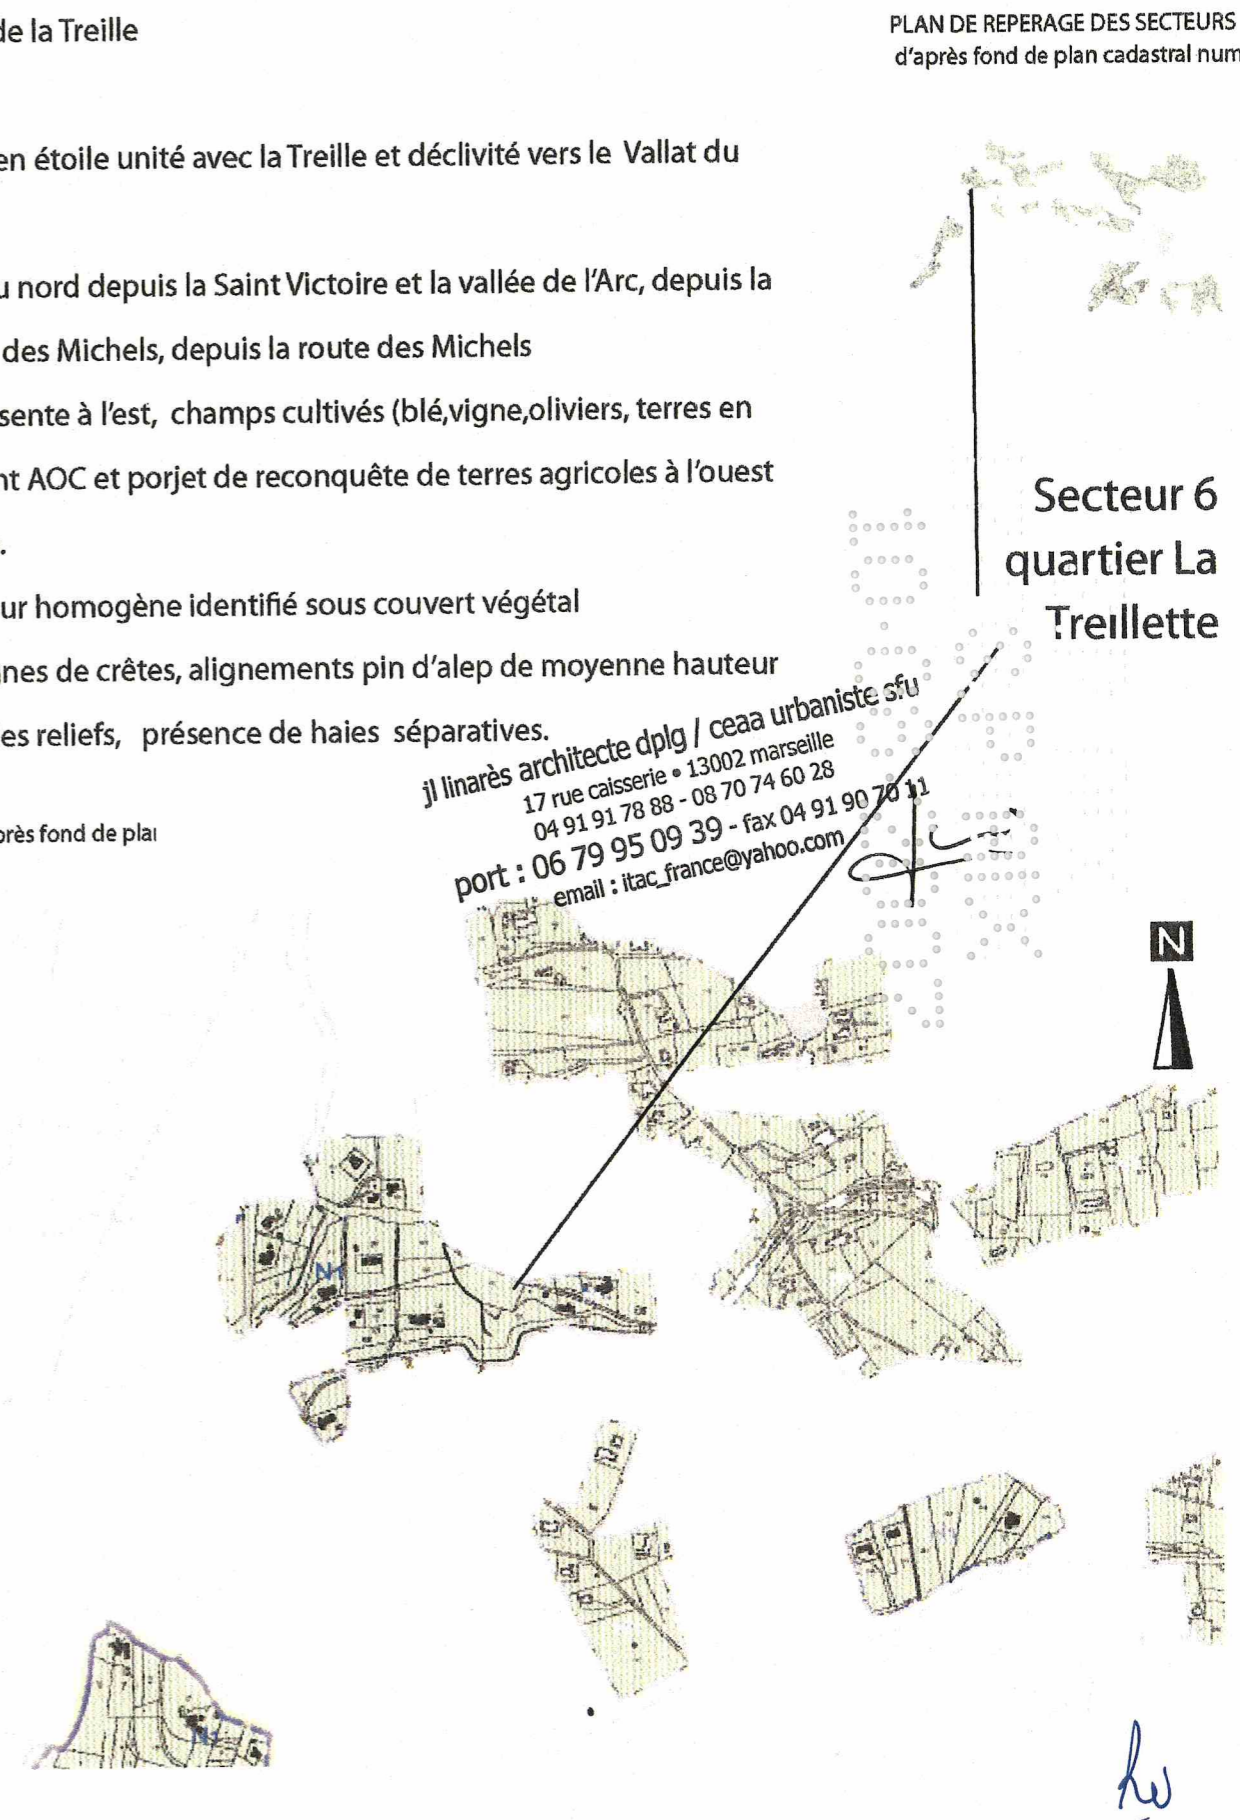 de la Treille
PLAN DE REPERAGE DES SECTEURS
d'après fond de plan cadastral num
en étoile unité avec la Treille et déclivité vers le Vallat du
u nord depuis la Saint Victoire et la vallée de l'Arc, depuis la
des Michels, depuis la route des Michels
sente à l'est, champs cultivés (blé,vigne,oliviers, terres en
nt AOC et porjet de reconquête de terres agricoles à l'ouest
.
Secteur 6
quartier La
Treillette
ur homogène identifié sous couvert végétal
nes de crêtes, alignements pin d'alep de moyenne hauteur
es reliefs, présence de haies séparatives.
jl linarès architecte dplg / ceaa urbaniste sfu
17 rue caisserie • 13002 marseille
04 91 91 78 88 - 08 70 74 60 28
port : 06 79 95 09 39 - fax 04 91 90 70 11
email : itac_france@yahoo.com
près fond de plan
N
N1